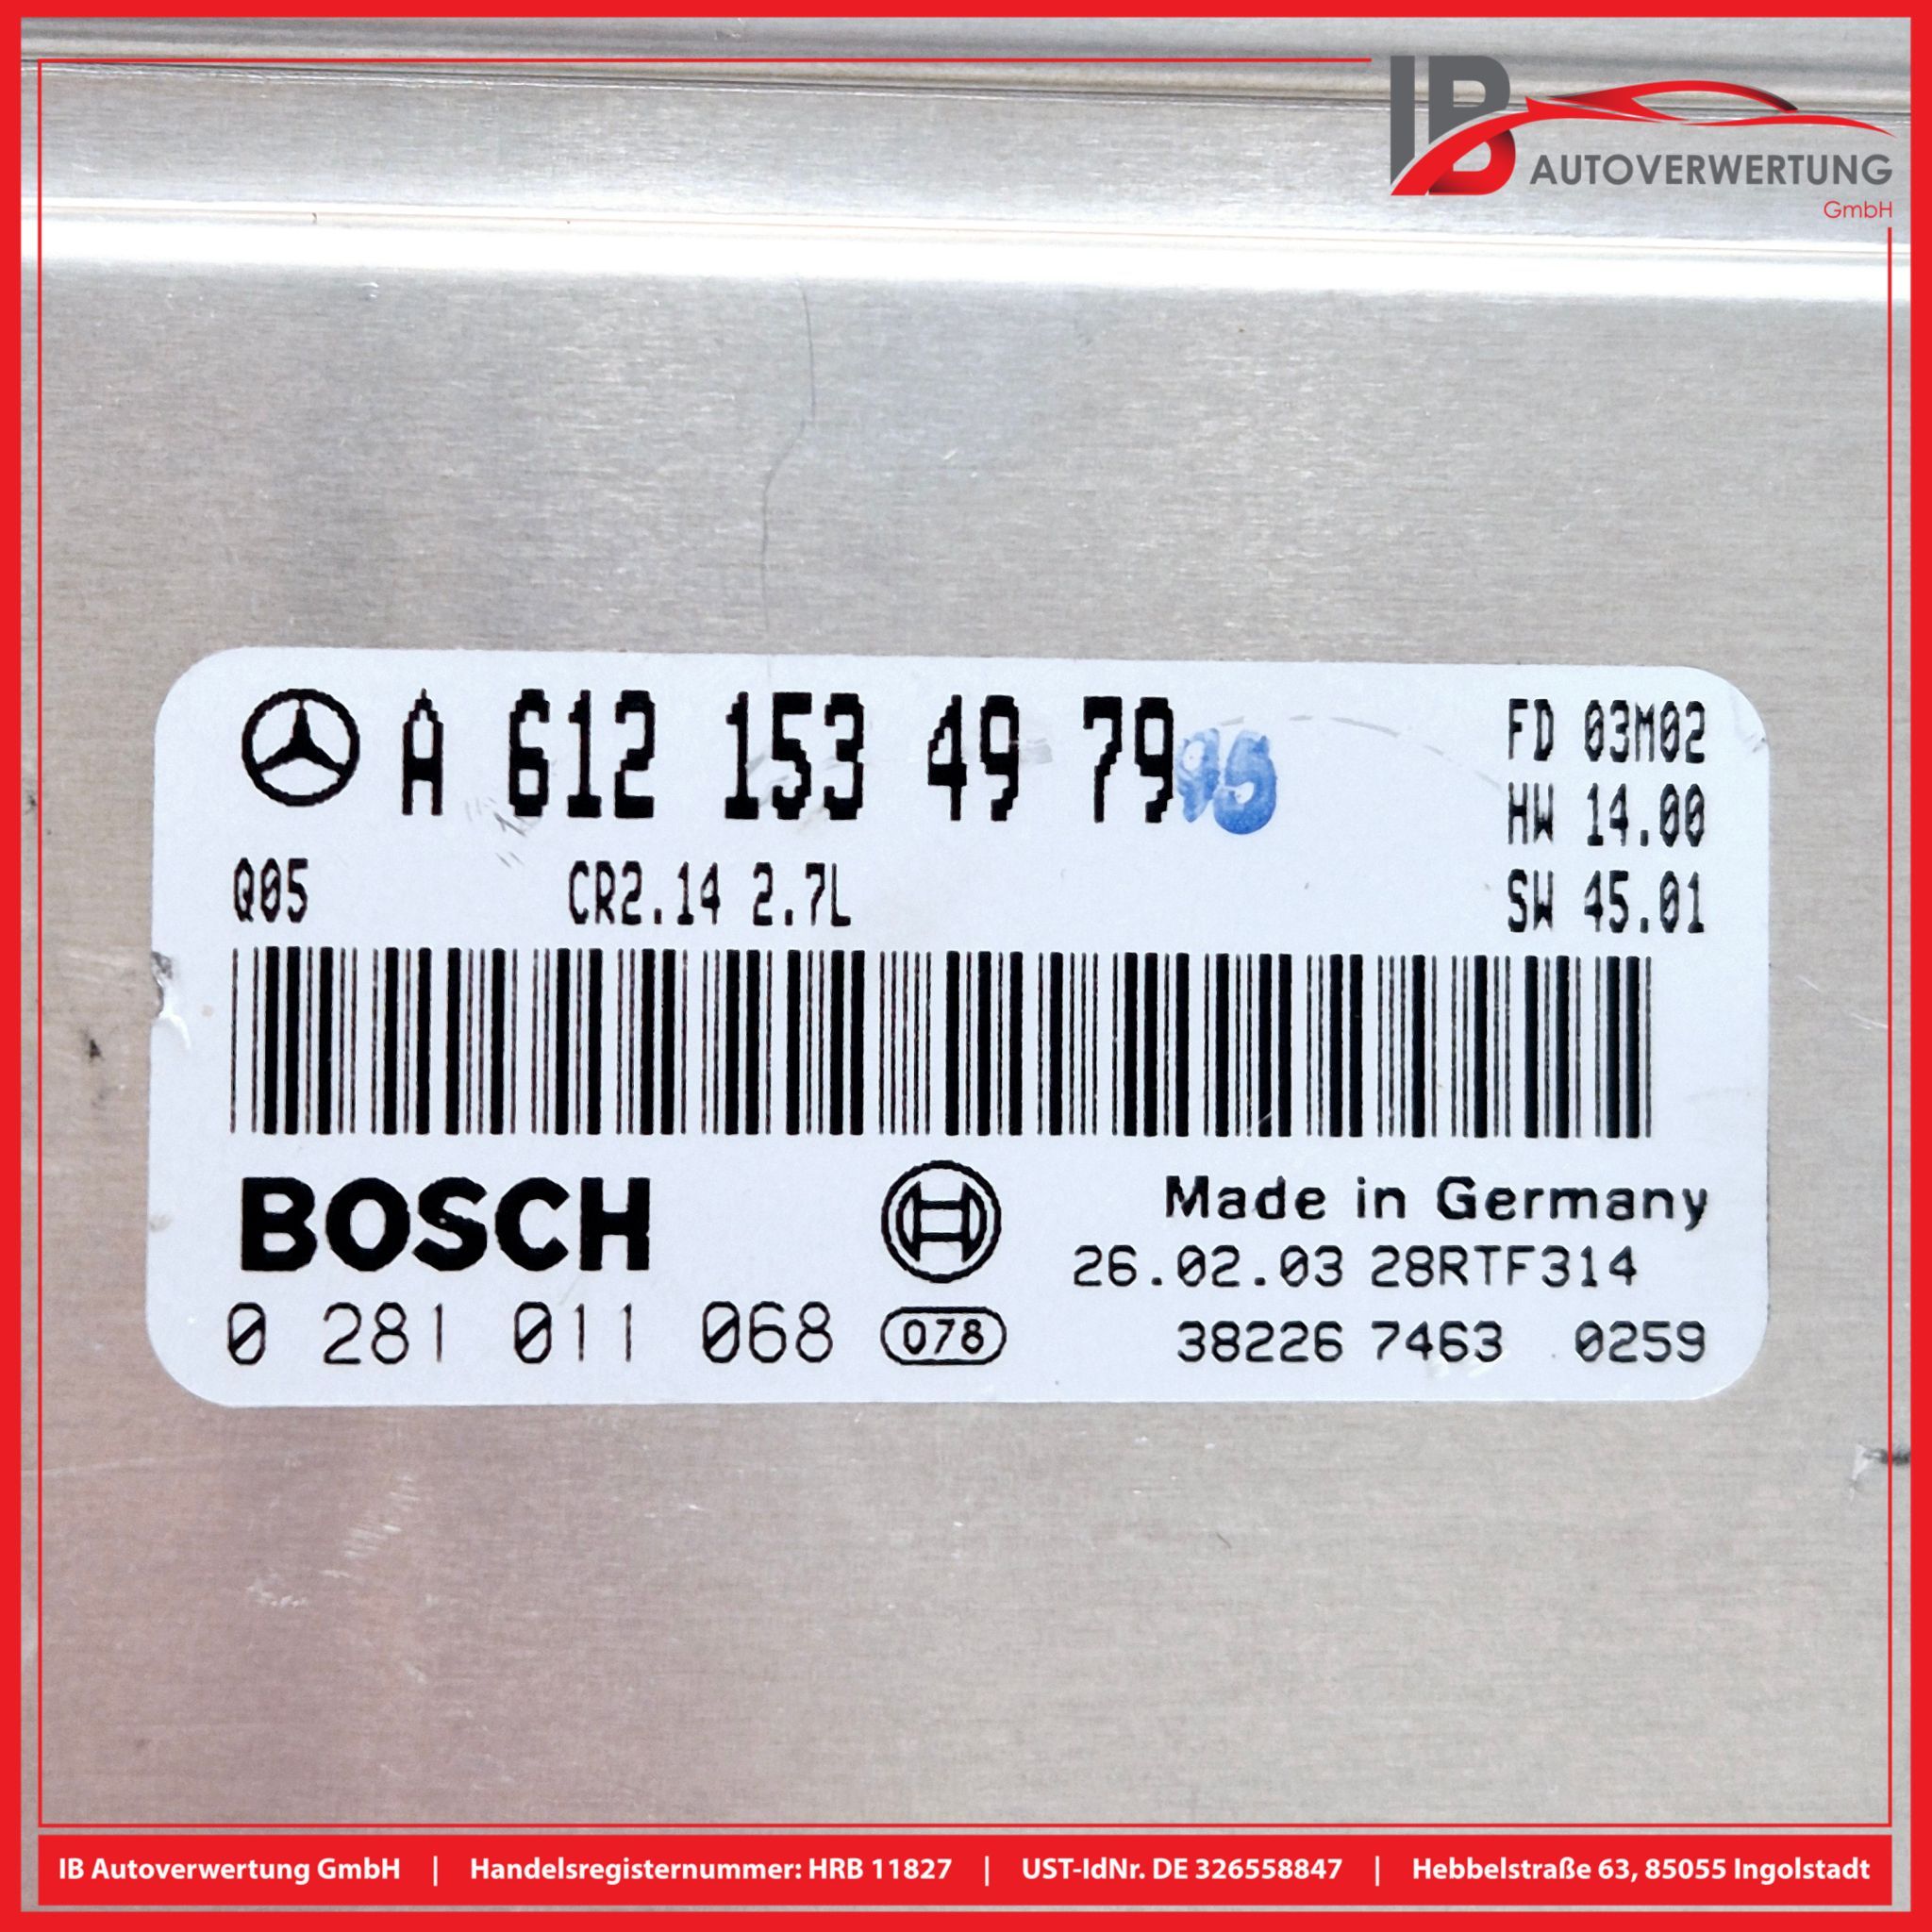 IB
AUTOVERWERTUNG
GmbH
A 612 153 49 79 95
FD 03M02
HW 14.00
Q05 CR2.14 2.7L
SW 45.01
BOSCH
Made in Germany
26.02.03 28RTF314
0 281 011 068 078
38226 7463 0259
IB Autoverwertung GmbH | Handelsregisternummer: HRB 11827 | UST-IdNr. DE 326558847 | Hebbelstraße 63, 85055 Ingolstadt